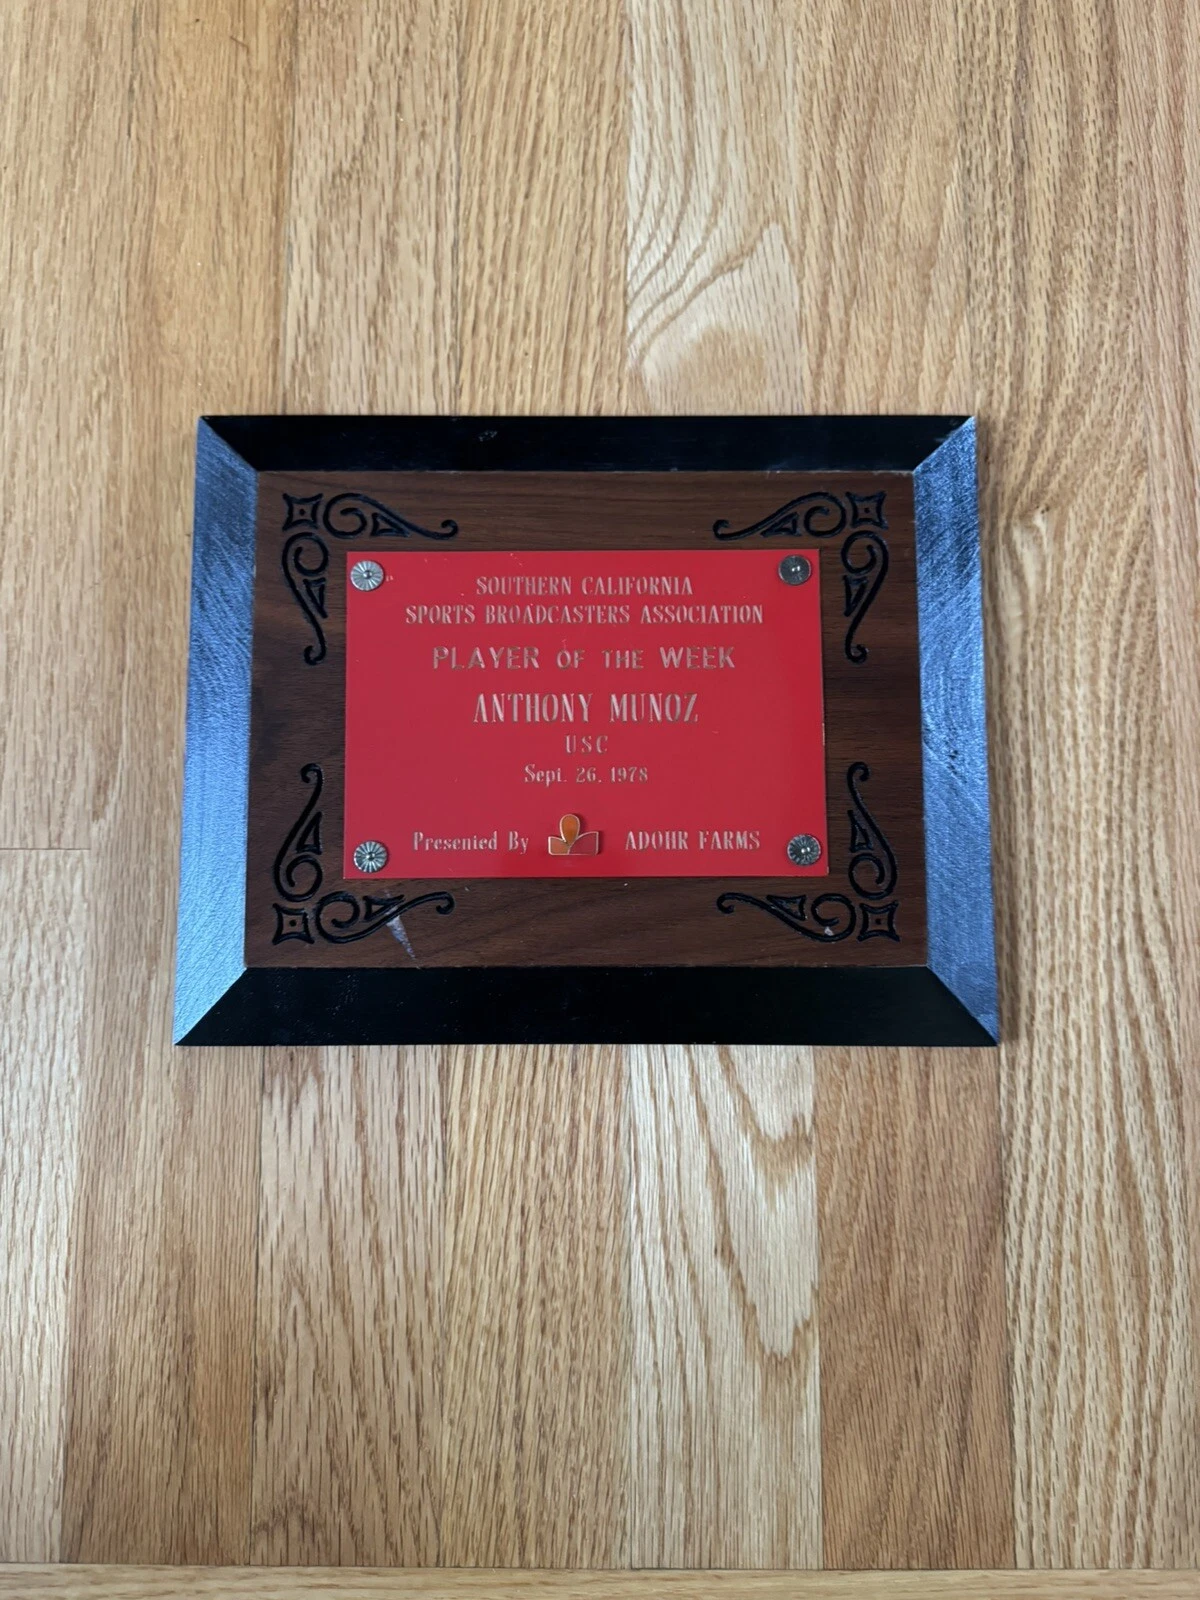 SOUTHERN CALIFORNIA
SPORTS BROADCASTERS ASSOCIATION
PLAYER OF THE WEEK
ANTHONY MUNOZ
USC
Sept. 26, 1978
Presented By ADOHR FARMS